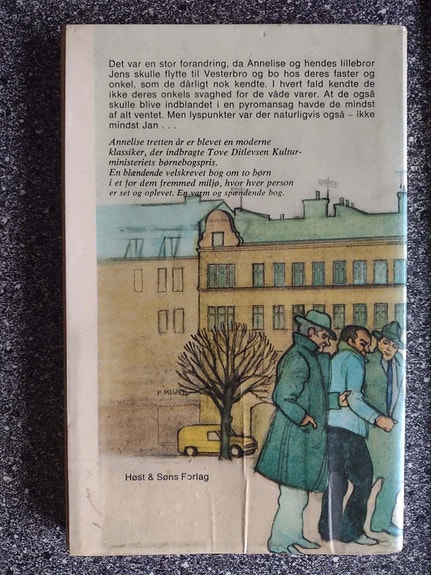 Det var en stor forandring, da Annelise og hendes lillebror
Jens skulle flytte til Vesterbro og bo hos deres faster og
onkel, som de dårligt nok kendte. I hvert fald kendte de
ikke deres onkels svaghed for de våde varer. At de også
skulle blive indblandet i en pyromansag havde de mindst
af alt ventet. Men lyspunkter var der naturligvis også – ikke
mindst Jan . . .
Annelise tretten år er blevet en moderne
klassiker, der indbragte Tove Ditlevsen Kultur-
ministeriets børnebogspris.
En blændende velskrevet bog om to børn
i et for dem fremmed miljø, hvor hver person
er set og oplevet. En varm og spændende bog.
Høst & Søns Forlag